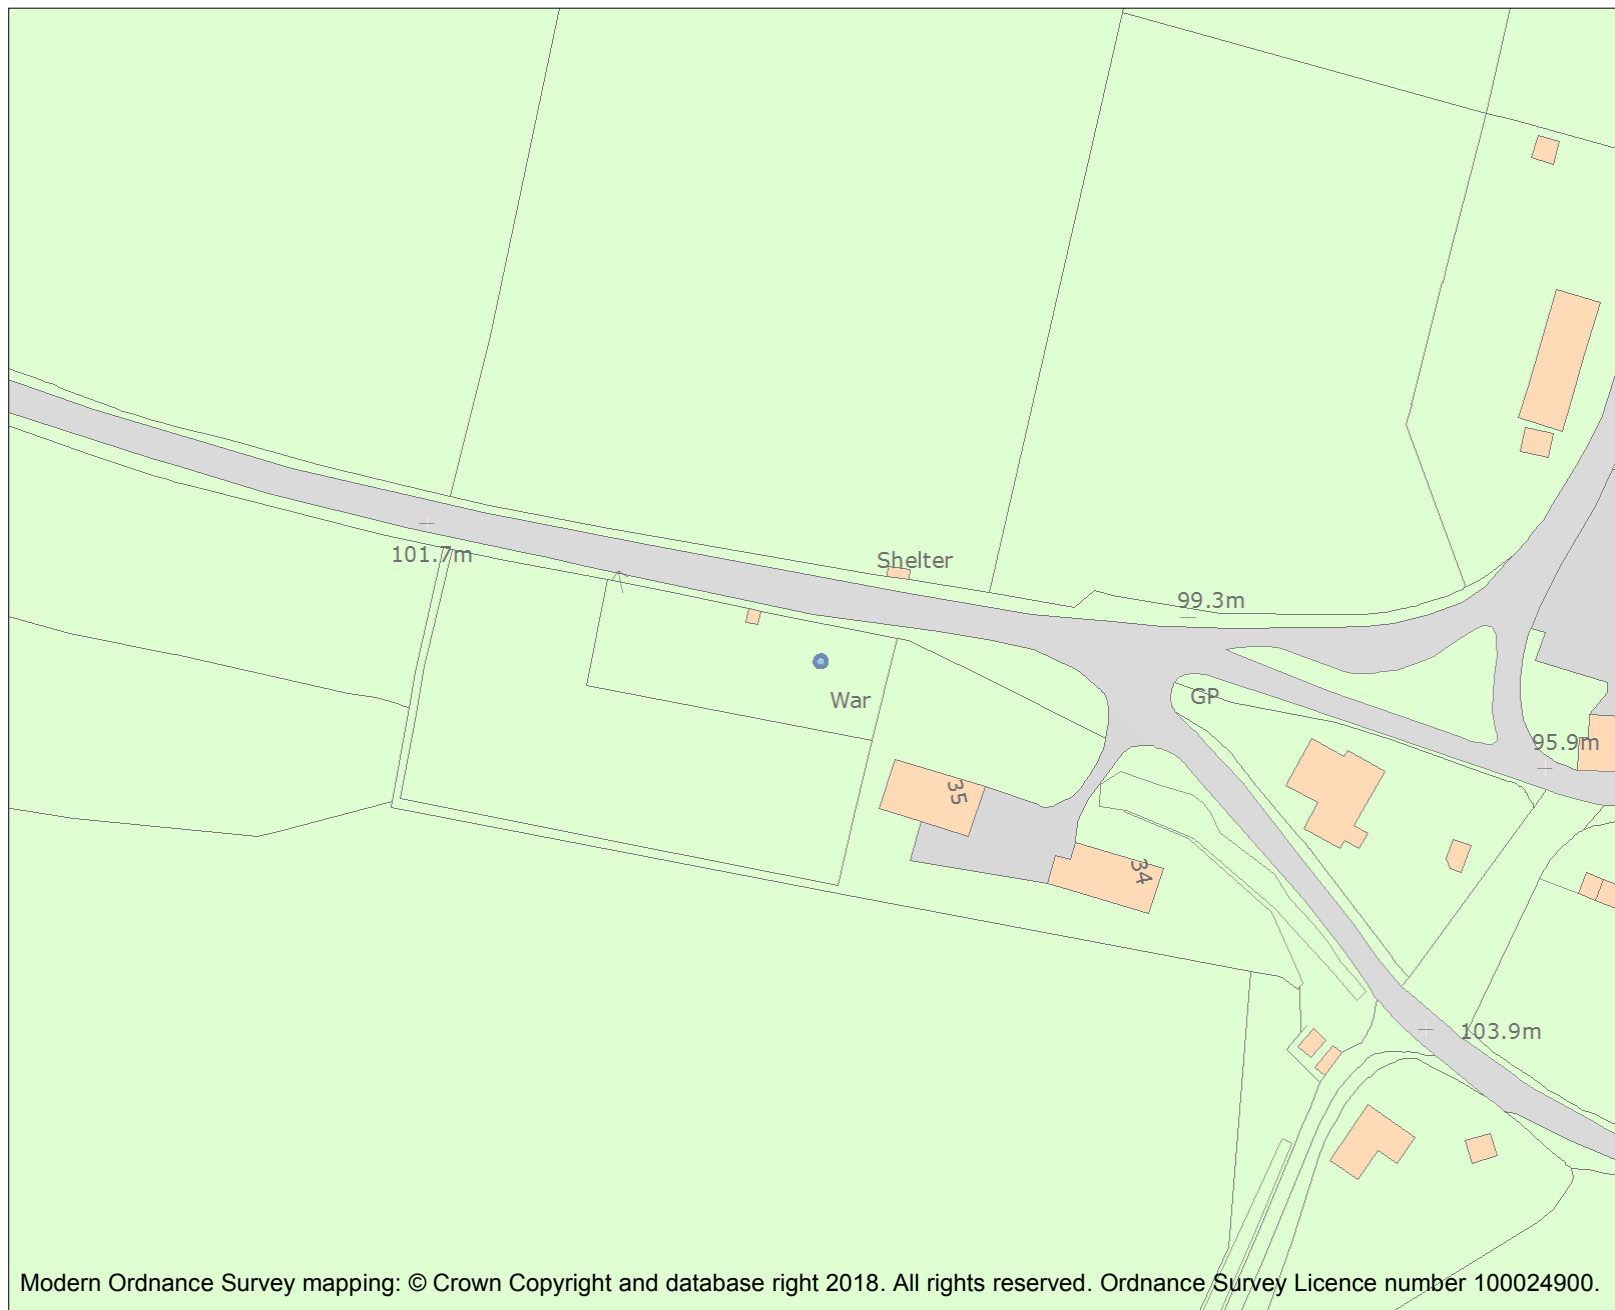 Shelter
101.7m
99.3m
War
GP
95.9m
35
34
103.9m
Modern Ordnance Survey mapping: © Crown Copyright and database right 2018. All rights reserved. Ordnance Survey Licence number 100024900.